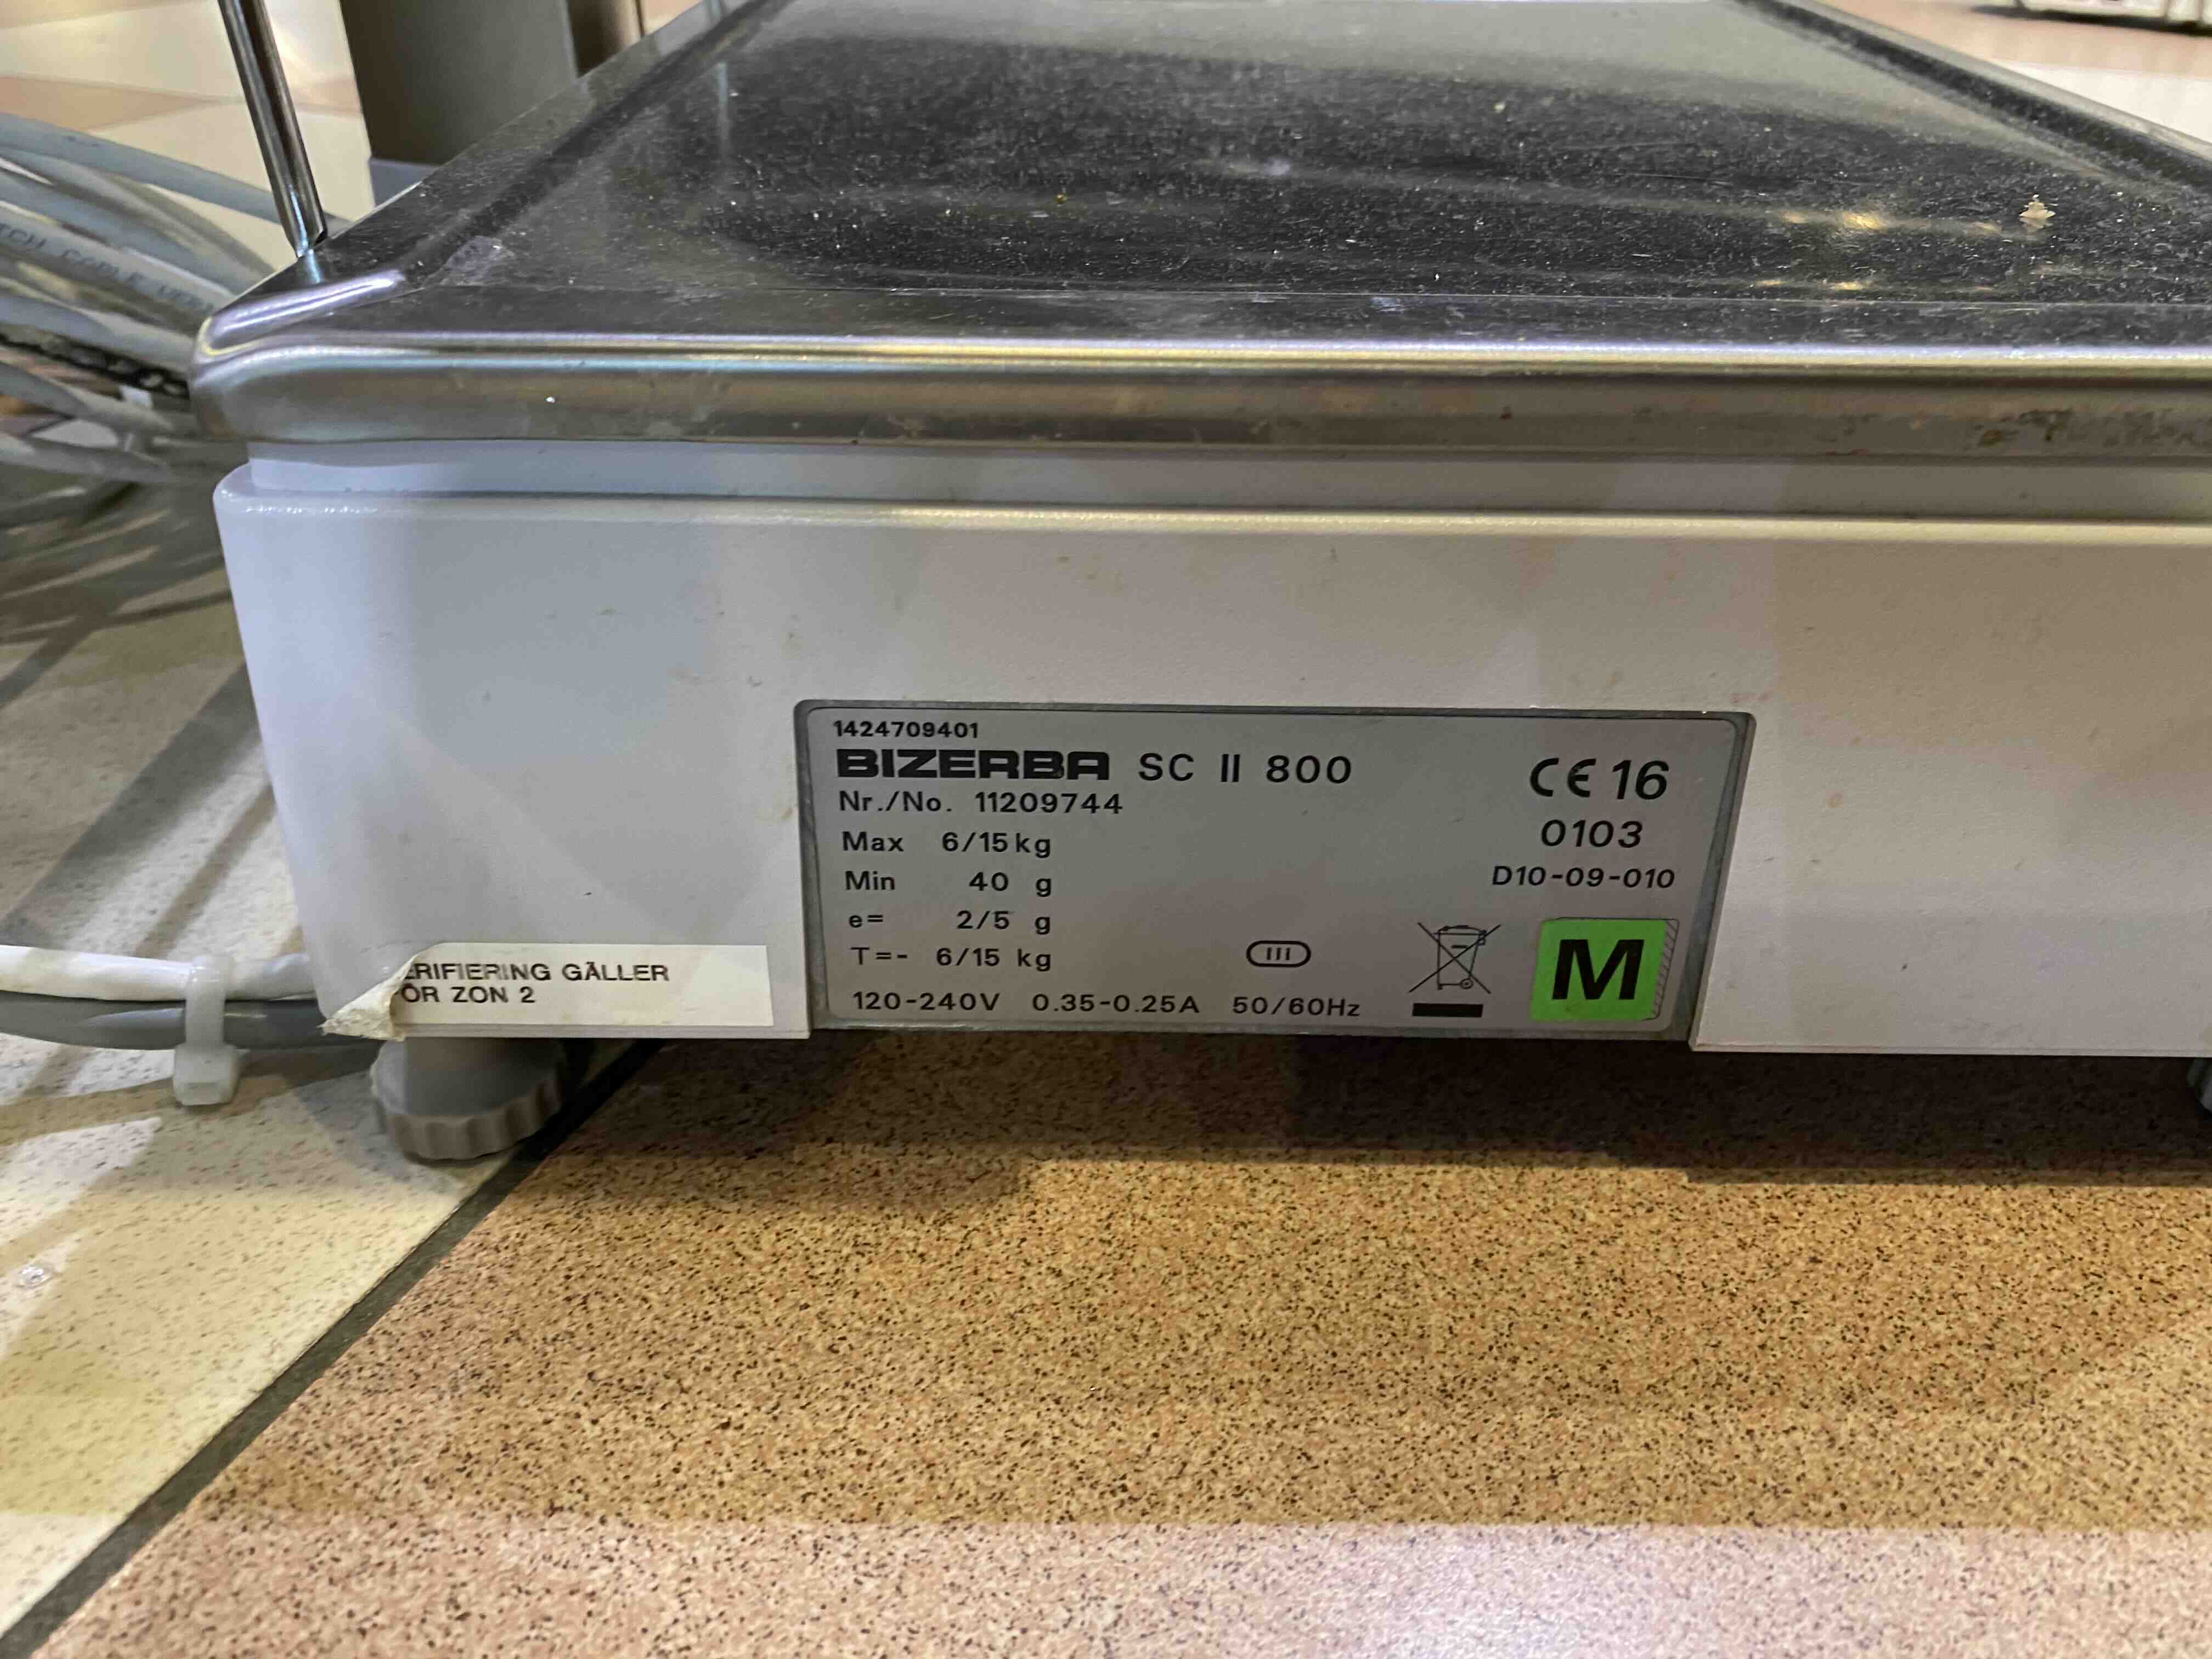 1424709401
BIZERBA SC II 800
Nr./No. 11209744
Max 6/15 kg
Min 40 g
e= 2/5 g
T=- 6/15 kg
120-240V 0.35-0.25A 50/60Hz
III
CE 16
0103
D10-09-010
M
ERIFIERING GÄLLER
ÖR ZON 2
CABLE